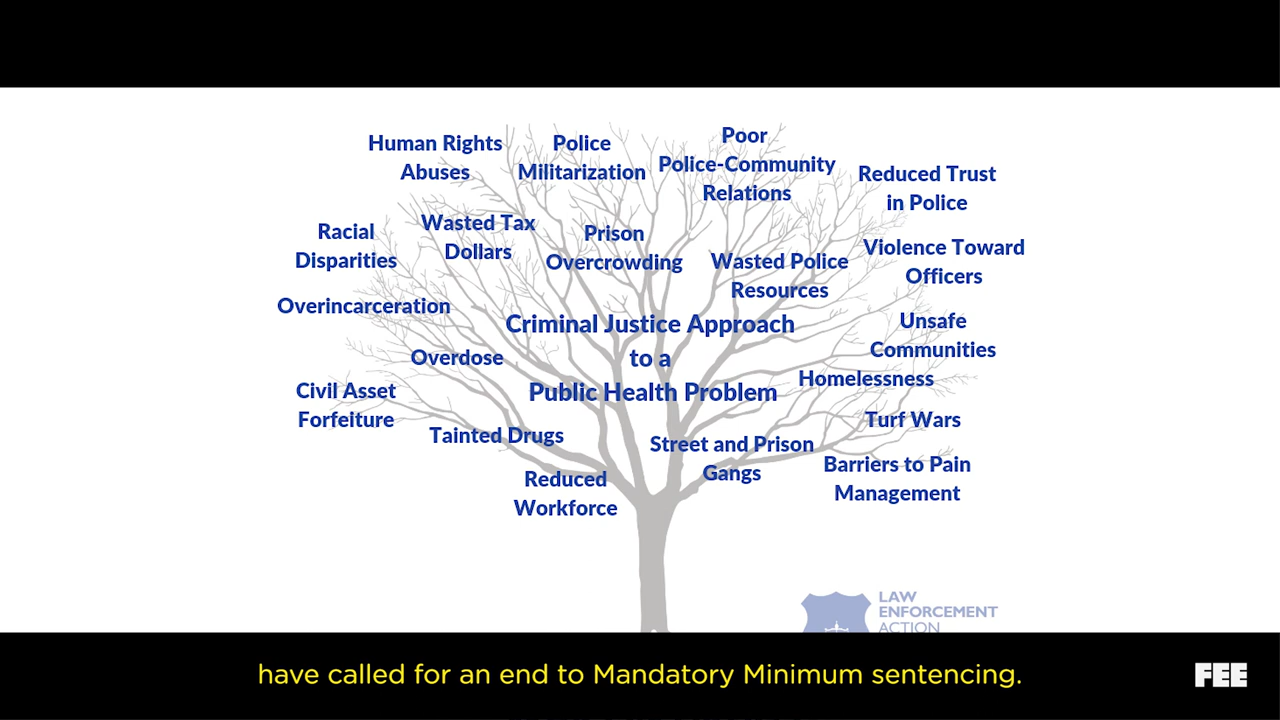 Human Rights
Abuses
Police
Militarization
Poor
Police-Community
Relations
Reduced Trust
in Police
Racial
Disparities
Wasted Tax
Dollars
Prison
Overcrowding
Wasted Police
Resources
Violence Toward
Officers
Overincarceration
Criminal Justice Approach
to a
Public Health Problem
Unsafe
Communities
Overdose
Homelessness
Civil Asset
Forfeiture
Tainted Drugs
Street and Prison
Gangs
Turf Wars
Barriers to Pain
Management
Reduced
Workforce
LAW
ENFORCEMENT
ACTION
have called for an end to Mandatory Minimum sentencing.
FEE